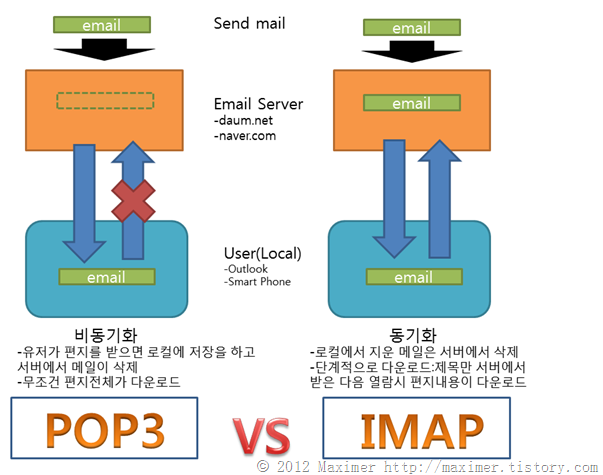 email
Send mail
email
Email Server
-daum.net
-naver.com
email
User(Local)
-Outlook
-Smart Phone
email
email
비동기화
-유저가 편지를 받으면 로컬에 저장을 하고
서버에서 메일이 삭제
-무조건 편지전체가 다운로드
동기화
-로컬에서 지운 메일은 서버에서 삭제
-단계적으로 다운로드:제목만 서버에서
받은 다음 열람시 편지내용이 다운로드
POP3
VS
IMAP
© 2012 Maximer http://maximer.tistory.com